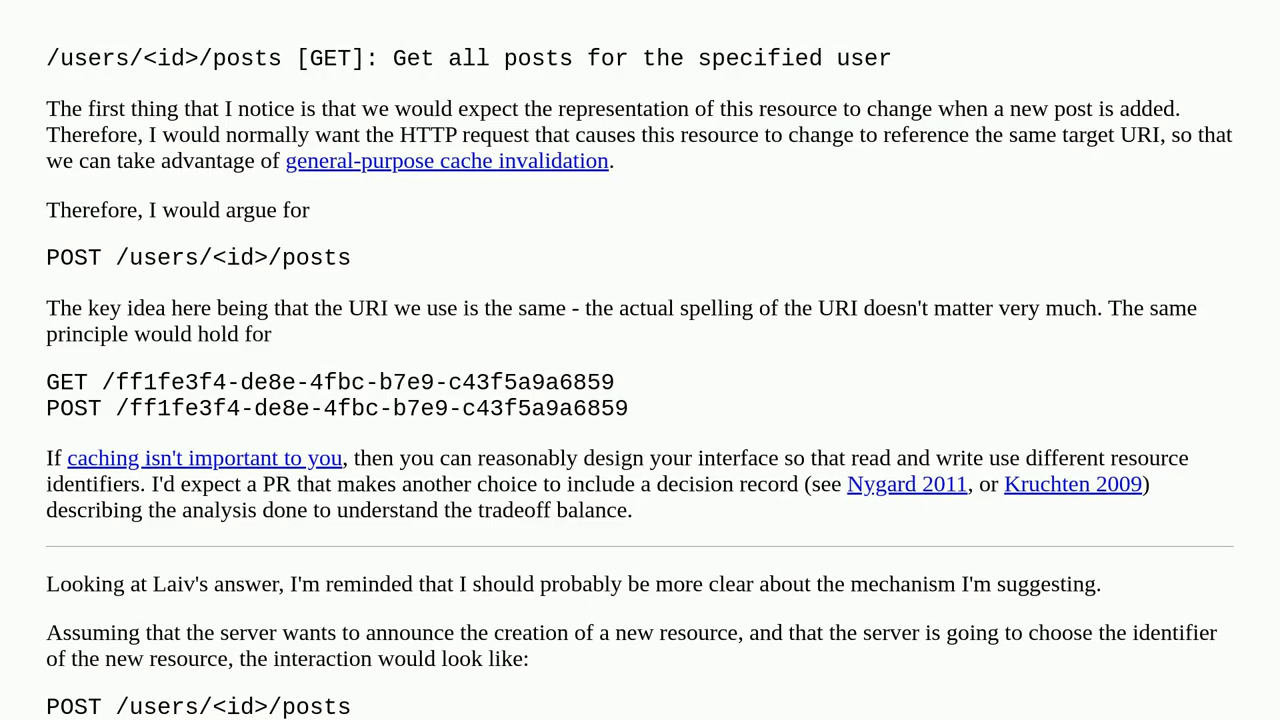 /users/<id>/posts [GET]: Get all posts for the specified user
The first thing that I notice is that we would expect the representation of this resource to change when a new post is added.
Therefore, I would normally want the HTTP request that causes this resource to change to reference the same target URI, so that
we can take advantage of general-purpose cache invalidation.
Therefore, I would argue for
POST /users/<id>/posts
The key idea here being that the URI we use is the same - the actual spelling of the URI doesn't matter very much. The same
principle would hold for
GET /ff1fe3f4-de8e-4fbc-b7e9-c43f5a9a6859
POST /ff1fe3f4-de8e-4fbc-b7e9-c43f5a9a6859
If caching isn't important to you, then you can reasonably design your interface so that read and write use different resource
identifiers. I'd expect a PR that makes another choice to include a decision record (see Nygard 2011, or Kruchten 2009)
describing the analysis done to understand the tradeoff balance.
Looking at Laiv's answer, I'm reminded that I should probably be more clear about the mechanism I'm suggesting.
Assuming that the server wants to announce the creation of a new resource, and that the server is going to choose the identifier
of the new resource, the interaction would look like:
POST /users/<id>/posts